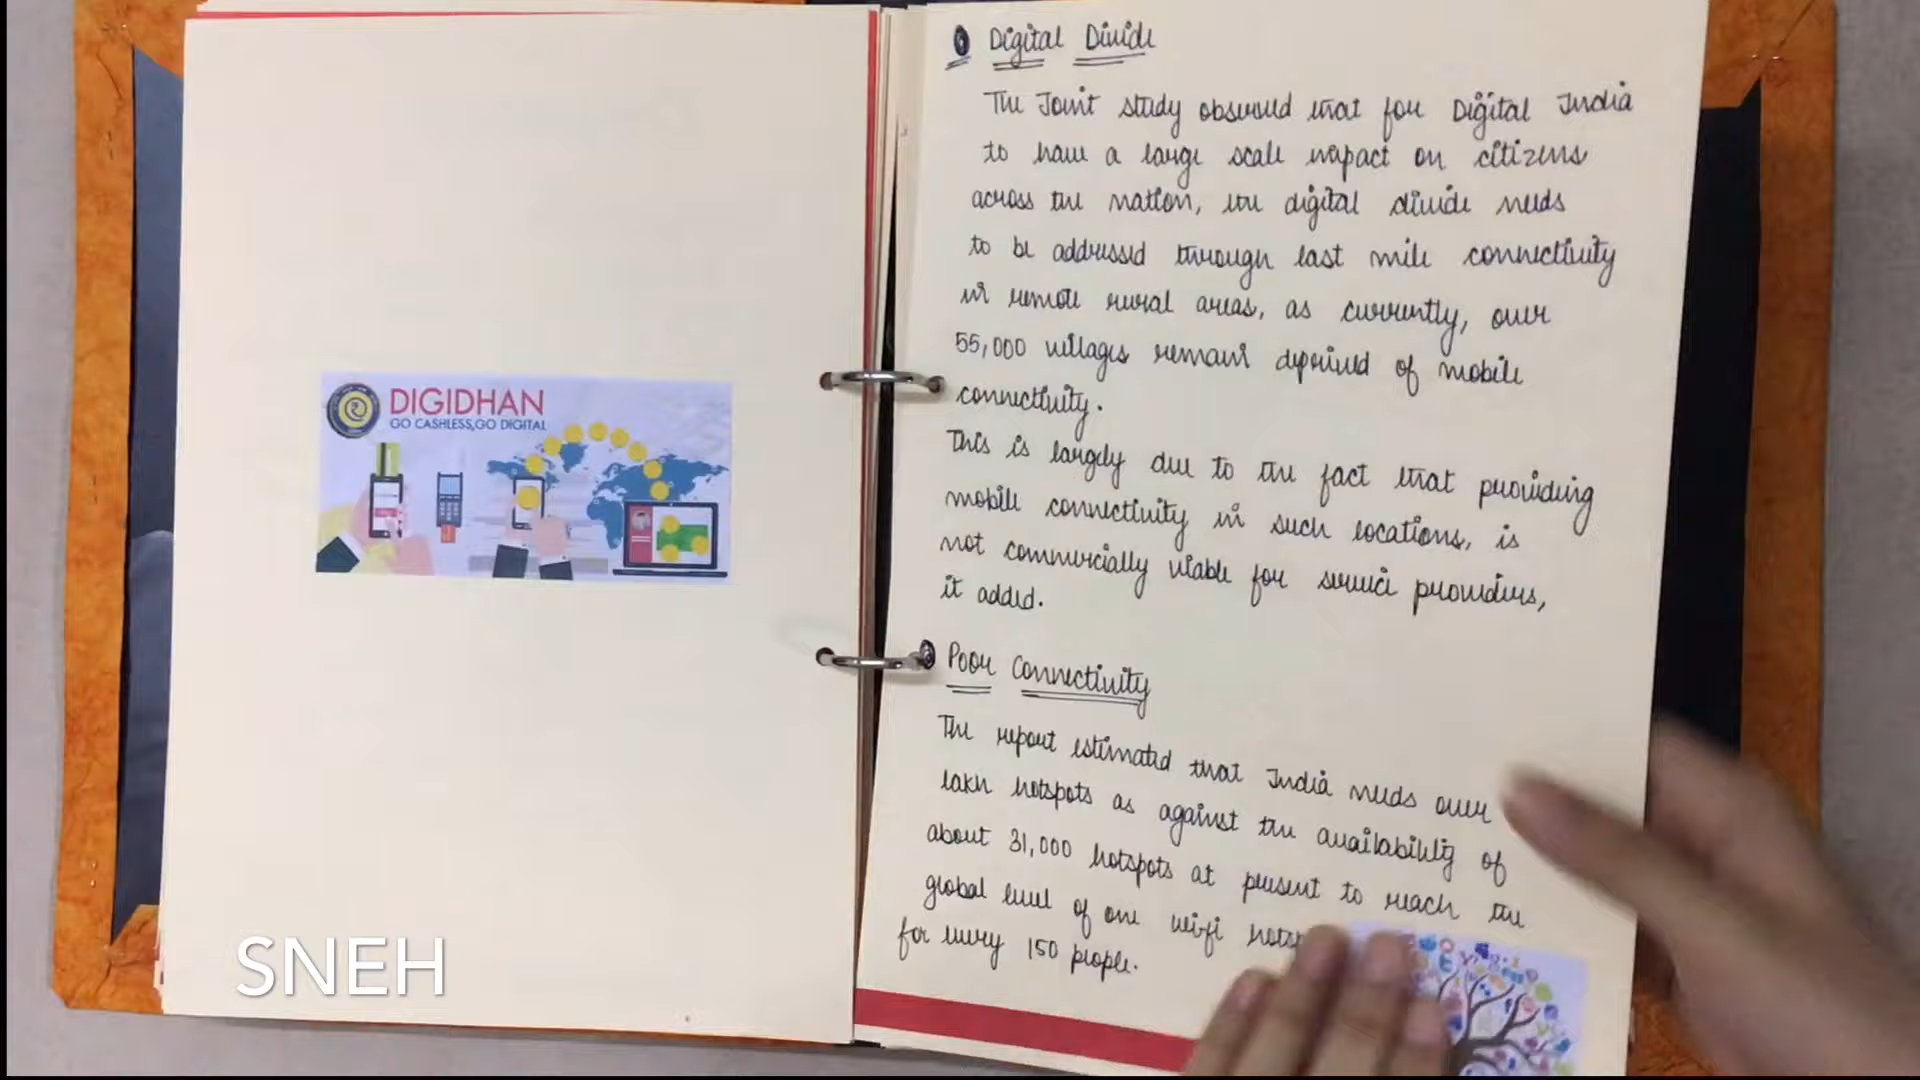 DIGIDHAN
GO CASHLESS, GO DIGITAL
SNEH
Digital Divide
The Joint study observed that for Digital India
to have a large scale impact on citizens
across the nation, the digital divide needs
to be addressed through last mile connectivity
in remote rural areas, as currently, over
55,000 villages remain deprived of mobile
connectivity.
This is largely due to the fact that providing
mobile connectivity in such locations, is
not commercially viable for service providers,
it added.
Poor Connectivity
The report estimated that India needs over
lakh hotspots as against the availability of
about 31,000 hotspots at present to reach the
global level of one wi-fi
for every 150 people.